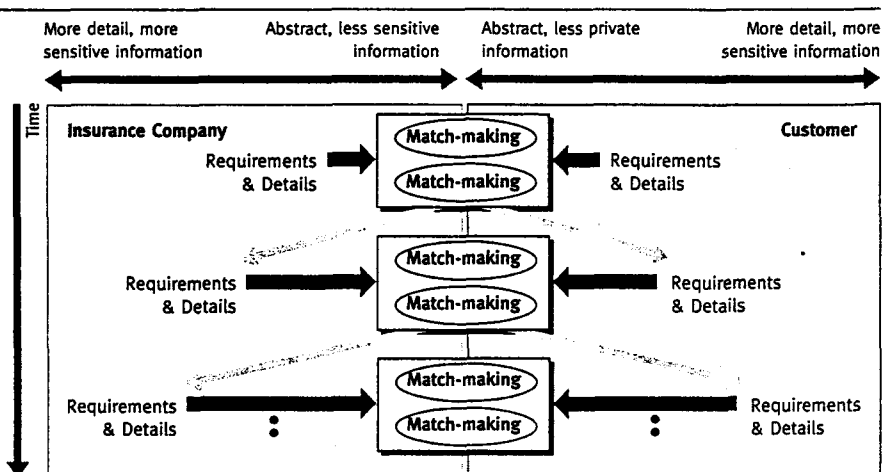 More detail, more
sensitive information
Abstract, less sensitive
information
Abstract, less private
information
More detail, more
sensitive information
Time
Insurance Company
Customer
Match-making
Match-making
Requirements
& Details
Requirements
& Details
Match-making
Match-making
Requirements
& Details
Requirements
& Details
Match-making
Match-making
Requirements
& Details
Requirements
& Details